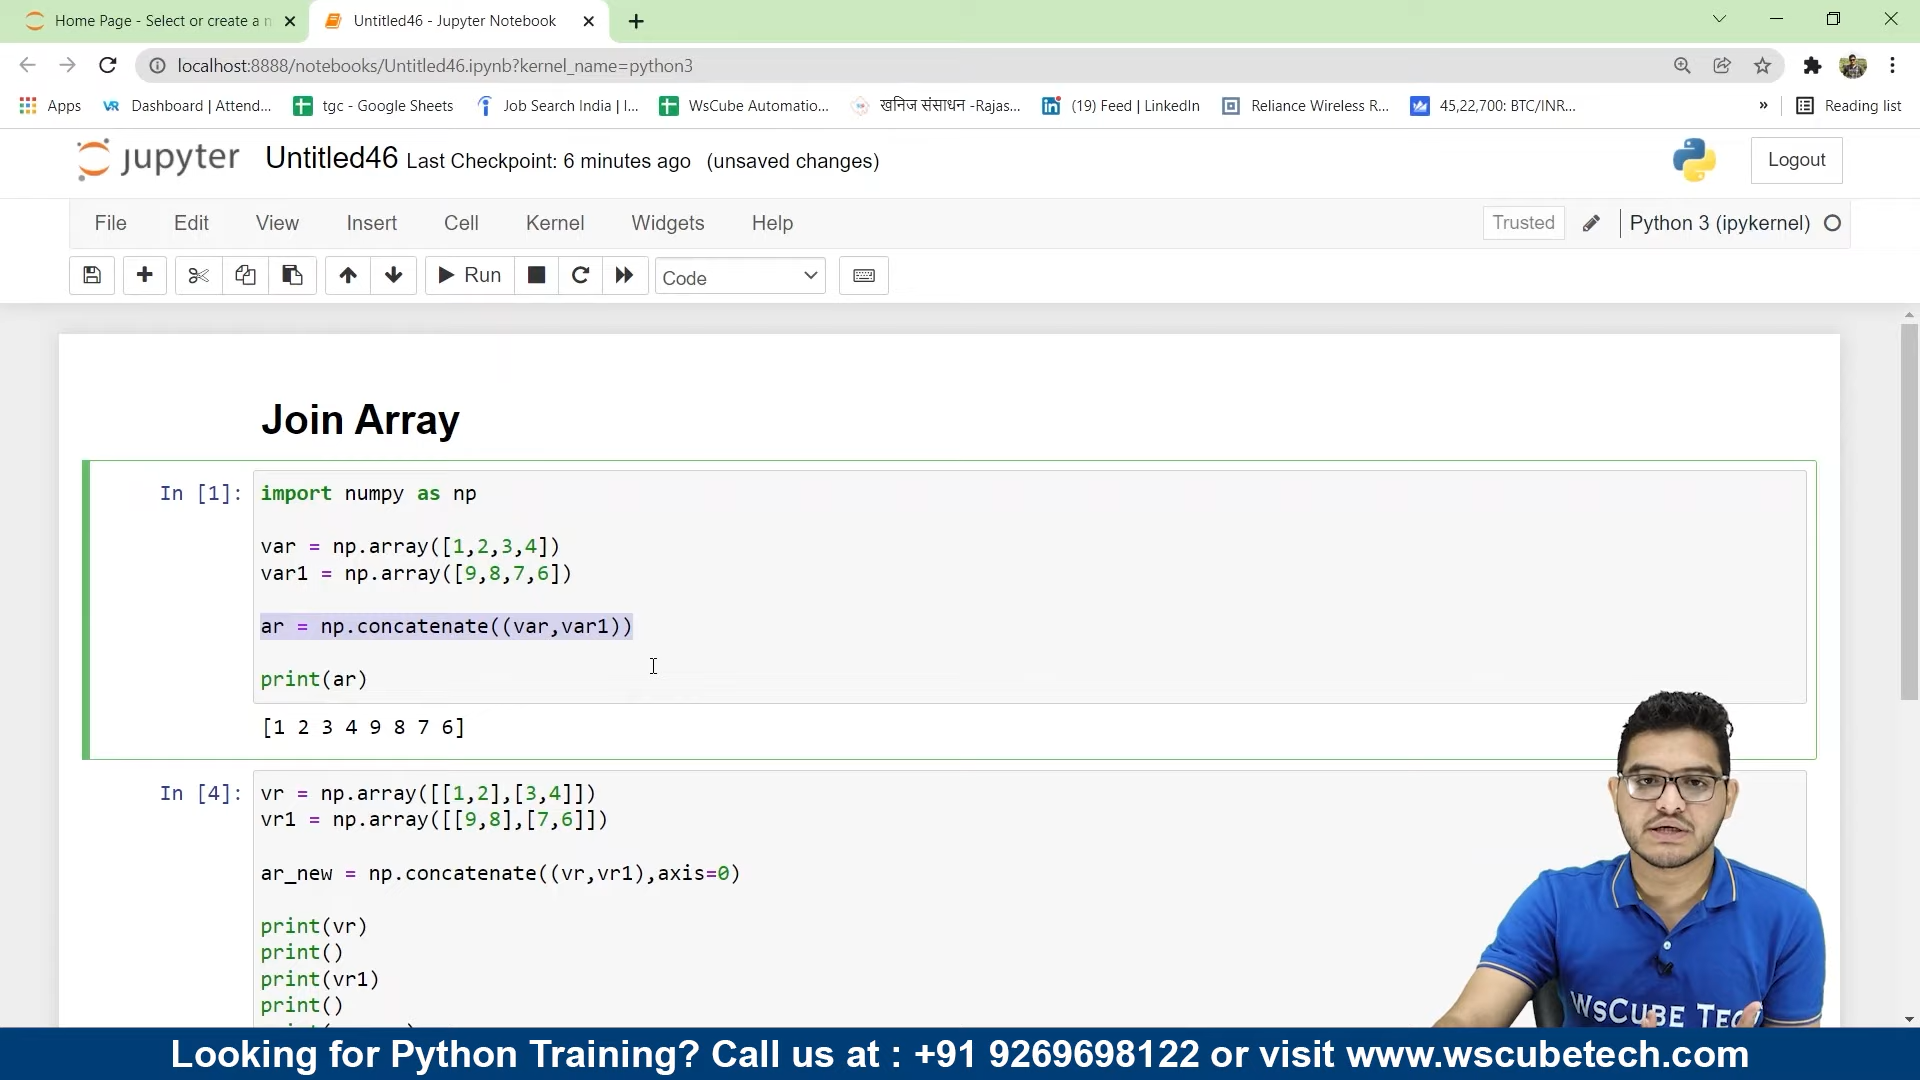 Home Page - Select or create a n
Untitled46 - Jupyter Notebook
localhost:8888/notebooks/Untitled46.ipynb?kernel_name=python3
Apps
VR Dashboard | Attend...
tgc - Google Sheets
Job Search India | I...
WsCube Automatio...
खनिज संसाधन -Rajas...
in (19) Feed | LinkedIn
Reliance Wireless R...
45,22,700: BTC/INR...
»
Reading list
jupyter Untitled46 Last Checkpoint: 6 minutes ago (unsaved changes)
Logout
File Edit View Insert Cell Kernel Widgets Help
Trusted
Python 3 (ipykernel)
Run
Code
Join Array
In [1]: import numpy as np
var = np.array([1,2,3,4])
var1 = np.array([9,8,7,6])
ar = np.concatenate((var,var1))
print(ar)
[1 2 3 4 9 8 7 6]
In [4]: vr = np.array([[1,2],[3,4]])
vr1 = np.array([[9,8],[7,6]])
ar_new = np.concatenate((vr,vr1),axis=0)
print(vr)
print()
print(vr1)
print()
WsCUBE TEC
Looking for Python Training? Call us at : +91 9269698122 or visit www.wscubetech.com